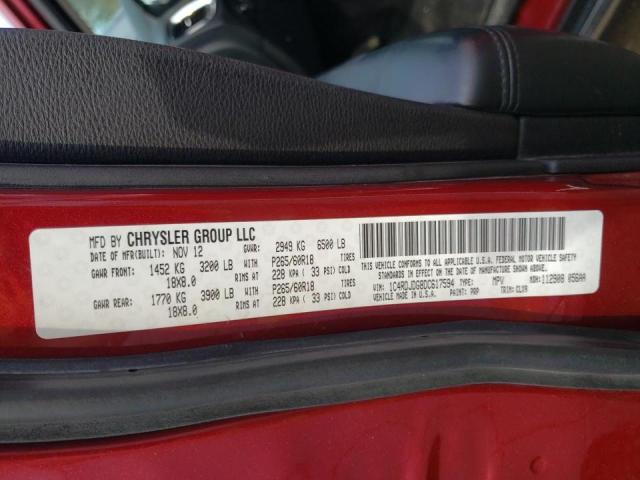 MFD BY CHRYSLER GROUP LLC
DATE OF MFR(BUILT): NOV 12 GVWR: 2949 KG 6500 LB
GAWR FRONT: 1452 KG 3200 LB WITH P265/60R18 TIRES
18X8.0 RIMS AT 228 KPA ( 33 PSI) COLD
GAWR REAR: 1770 KG 3900 LB WITH P265/60R18 TIRES
18X8.0 RIMS AT 228 KPA ( 33 PSI) COLD
THIS VEHICLE CONFORMS TO ALL APPLICABLE U.S.A. FEDERAL MOTOR VEHICLE SAFETY
STANDARDS IN EFFECT ON THE DATE OF MANUFACTURE SHOWN ABOVE.
VIN: 1C4RDJDG8DC617594 TYPE: MPV MDH: 112908 056AA
PAINT: PRP TRIM: CLX9